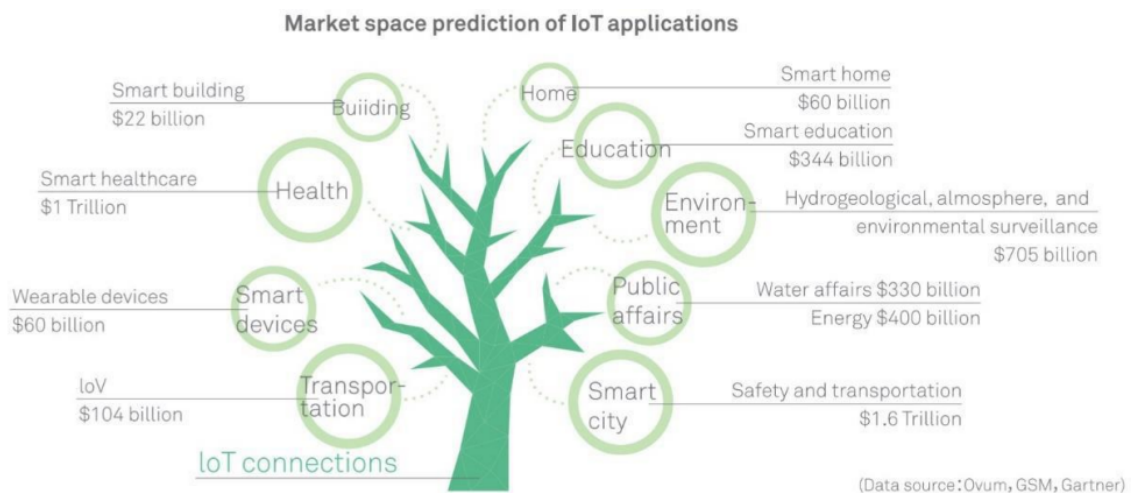 Market space prediction of IoT applications
Smart building
$22 billion
Buiiding
Home
Smart home
$60 billion
Education
Smart education
$344 billion
Smart healthcare
$1 Trillion
Health
Environ-
ment
Hydrogeological, almosphere, and
environmental surveillance
$705 billion
Wearable devices
$60 billion
Smart
devices
Public
affairs
Water affairs $330 billion
Energy $400 billion
loV
$104 billion
Transpor-
tation
Smart
city
Safety and transportation
$1.6 Trillion
loT connections
(Data source:Ovum, GSM, Gartner)